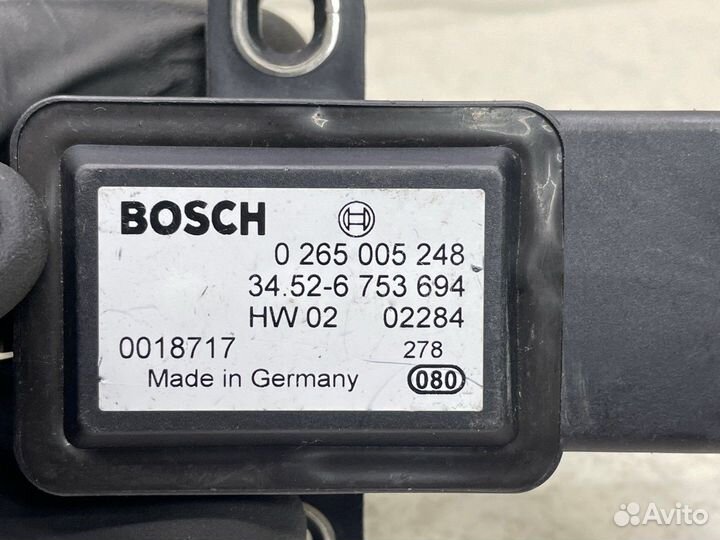 BOSCH
0 265 005 248
34.52-6 753 694
HW 02 02284
0018717 278
Made in Germany 080
Avito